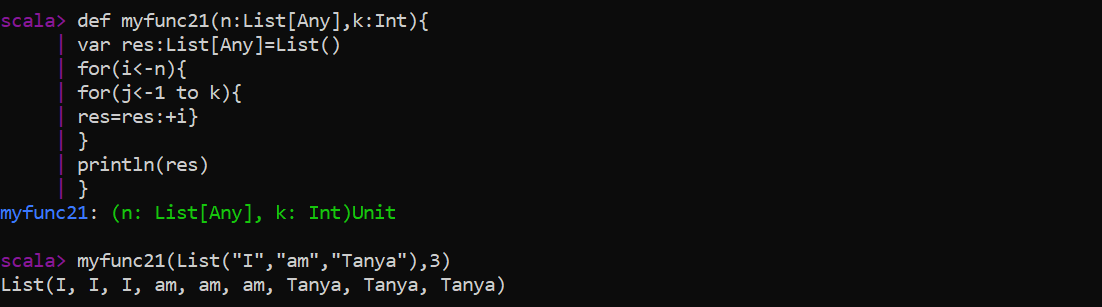 scala> def myfunc21(n:List[Any],k:Int){
| var res:List[Any]=List()
| for(i<-n){
| for(j<-1 to k){
| res=res:+i}
| }
| println(res)
| }
myfunc21: (n: List[Any], k: Int)Unit
scala> myfunc21(List("I","am","Tanya"),3)
List(I, I, I, am, am, am, Tanya, Tanya, Tanya)